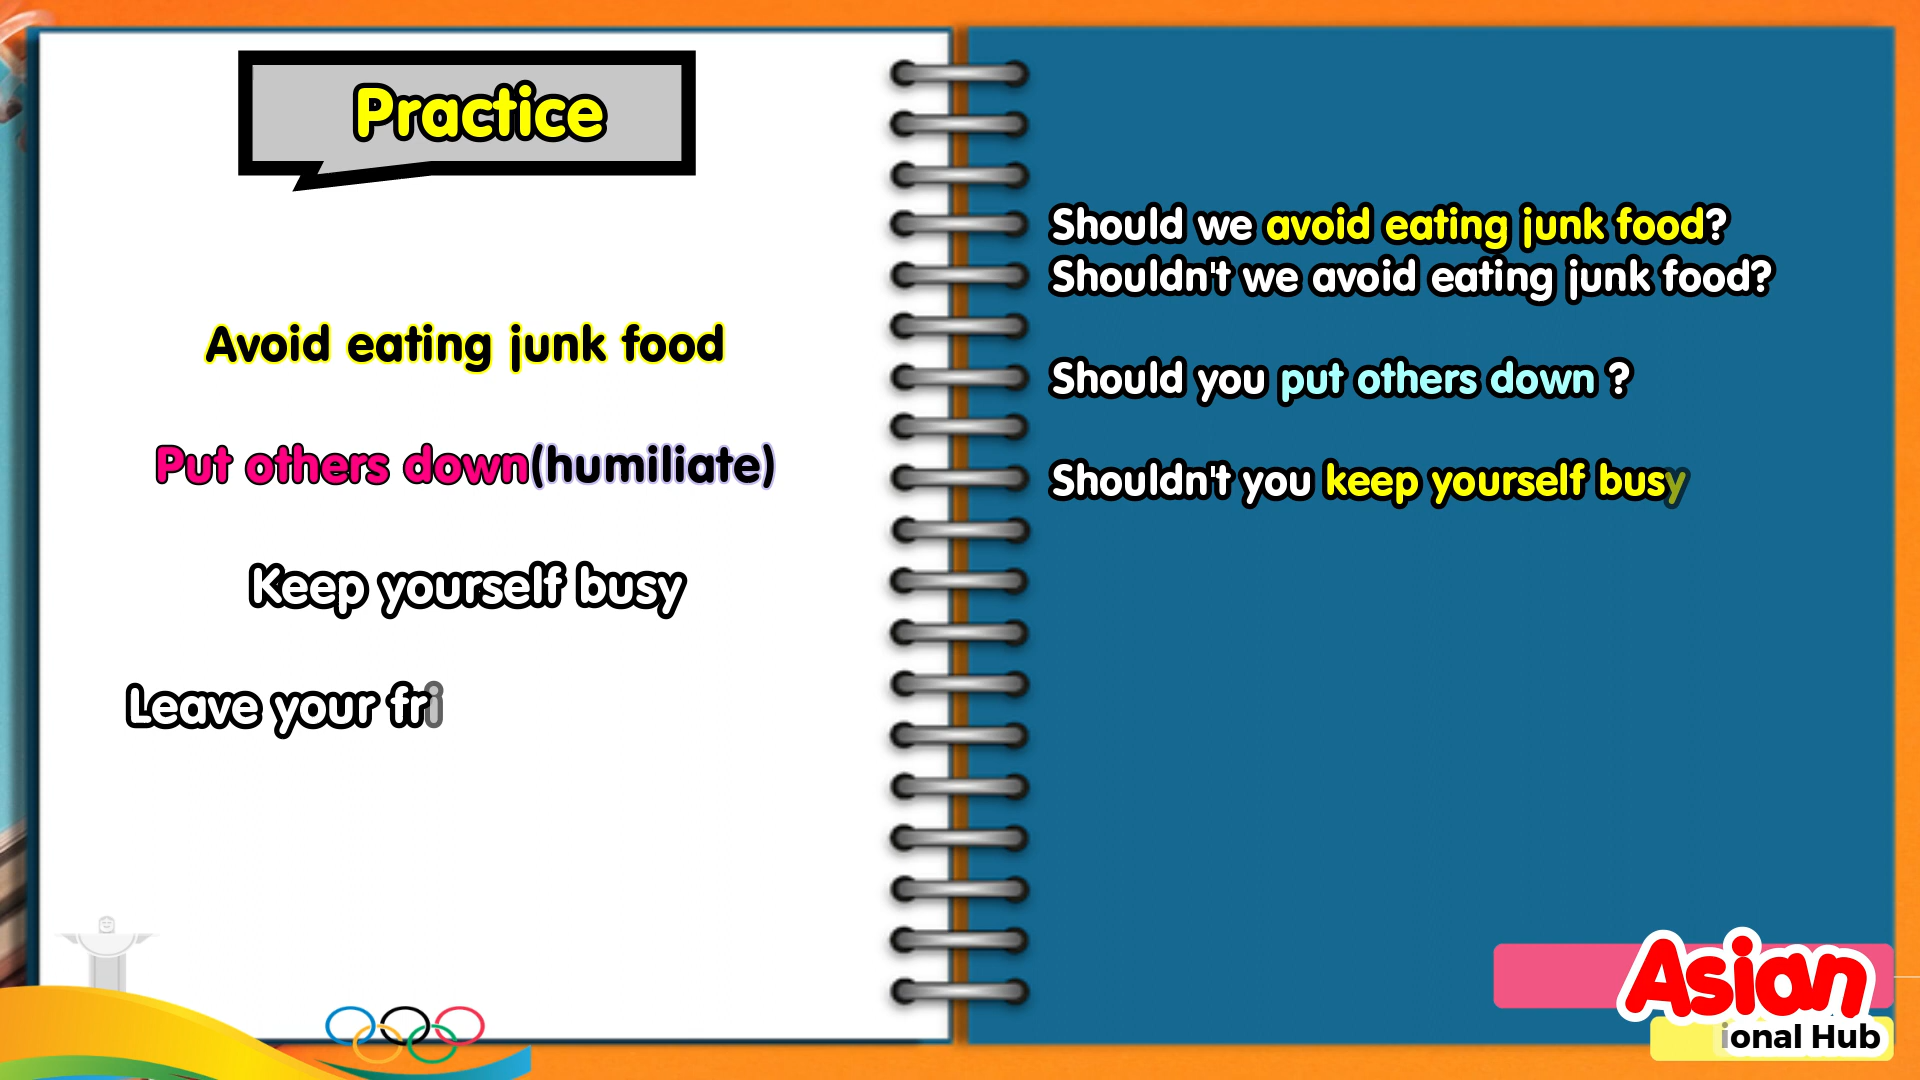 Practice
Avoid eating junk food
Put others down(humiliate)
Keep yourself busy
Leave your fri
Should we avoid eating junk food?
Shouldn't we avoid eating junk food?
Should you put others down ?
Shouldn't you keep yourself busy
Asian
ional Hub